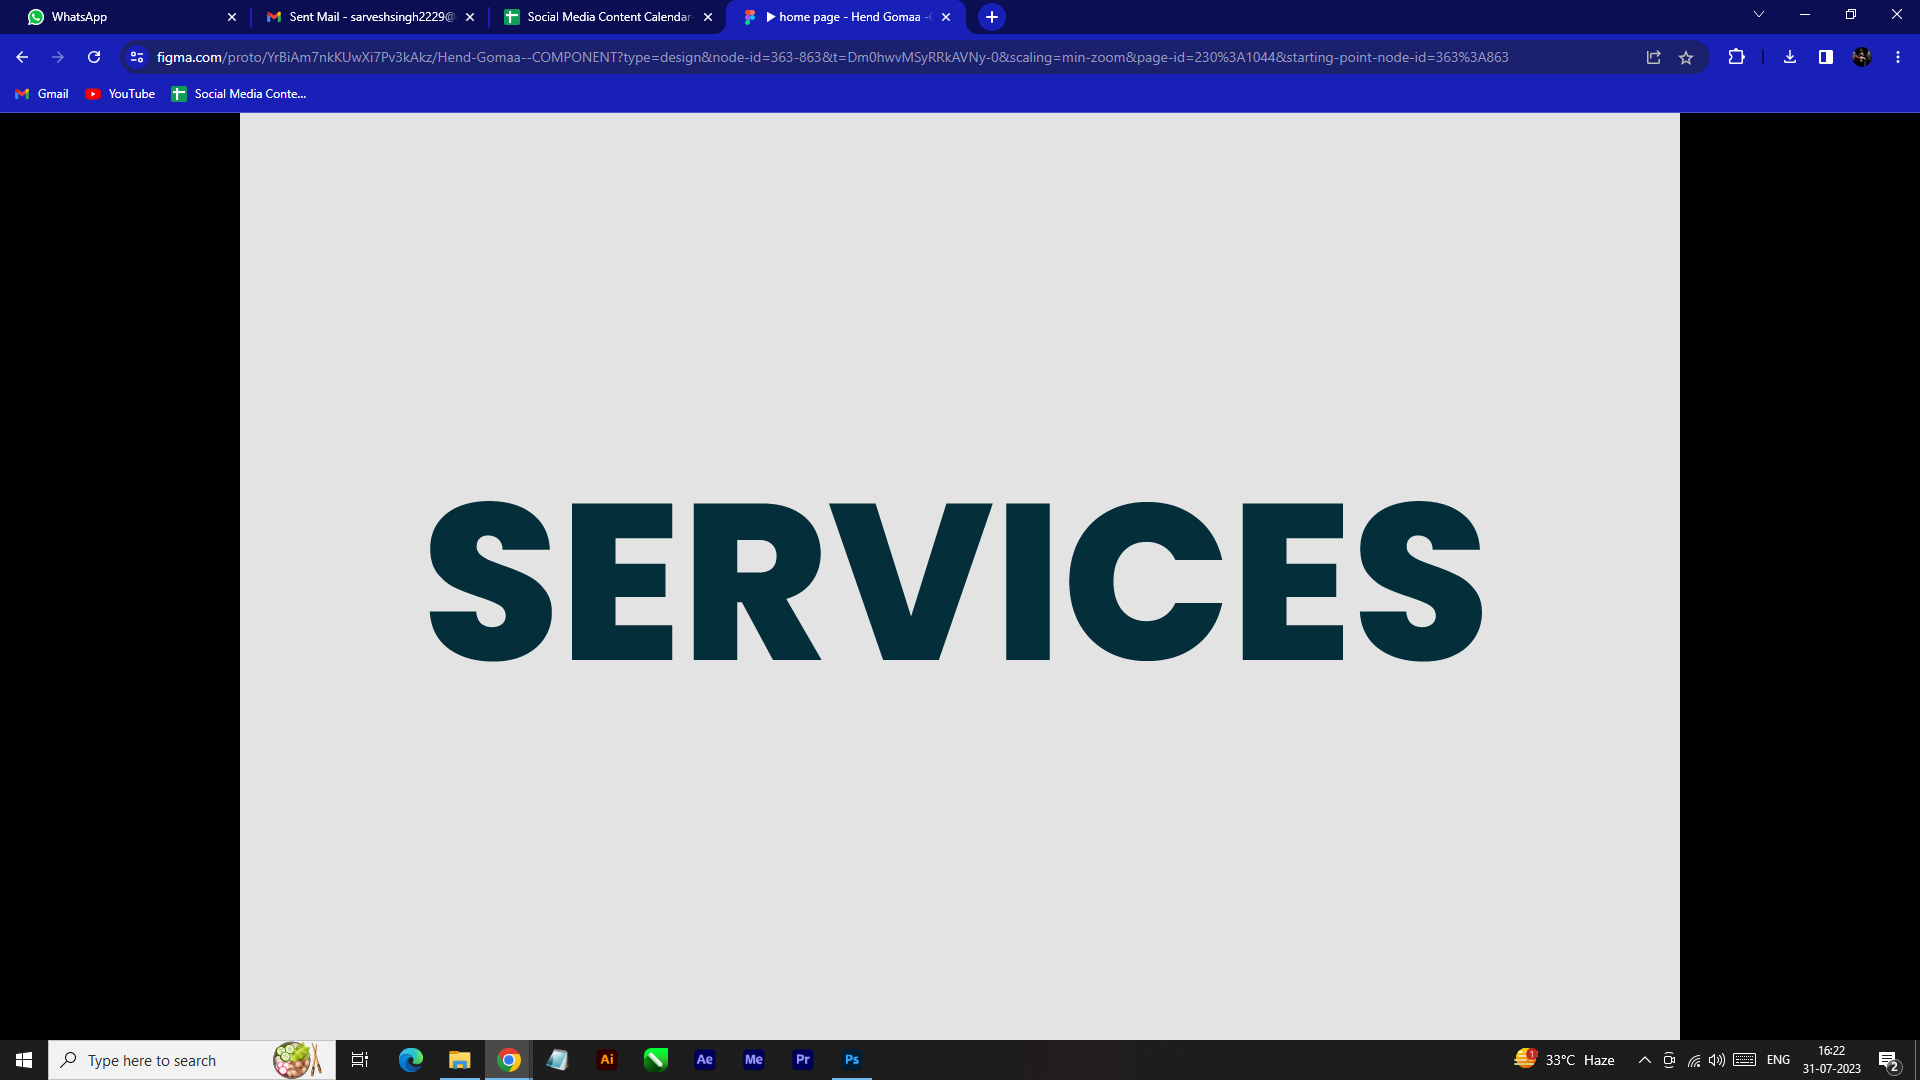 WhatsApp
Sent Mail - sarveshsingh2229@
Social Media Content Calendar
home page - Hend Gomaa -
figma.com/proto/YrBiAm7nkKUwXi7Pv3kAkz/Hend-Gomaa--COMPONENT?type=design&node-id=363-863&t=Dm0hwvMSyRRkAVNy-0&scaling=min-zoom&page-id=230%3A1044&starting-point-node-id=363%3A863
Gmail
YouTube
Social Media Conte...
SERVICES
Type here to search
Ai
Ae
Me
Pr
Ps
1
33°C Haze
ENG
16:22
31-07-2023
2